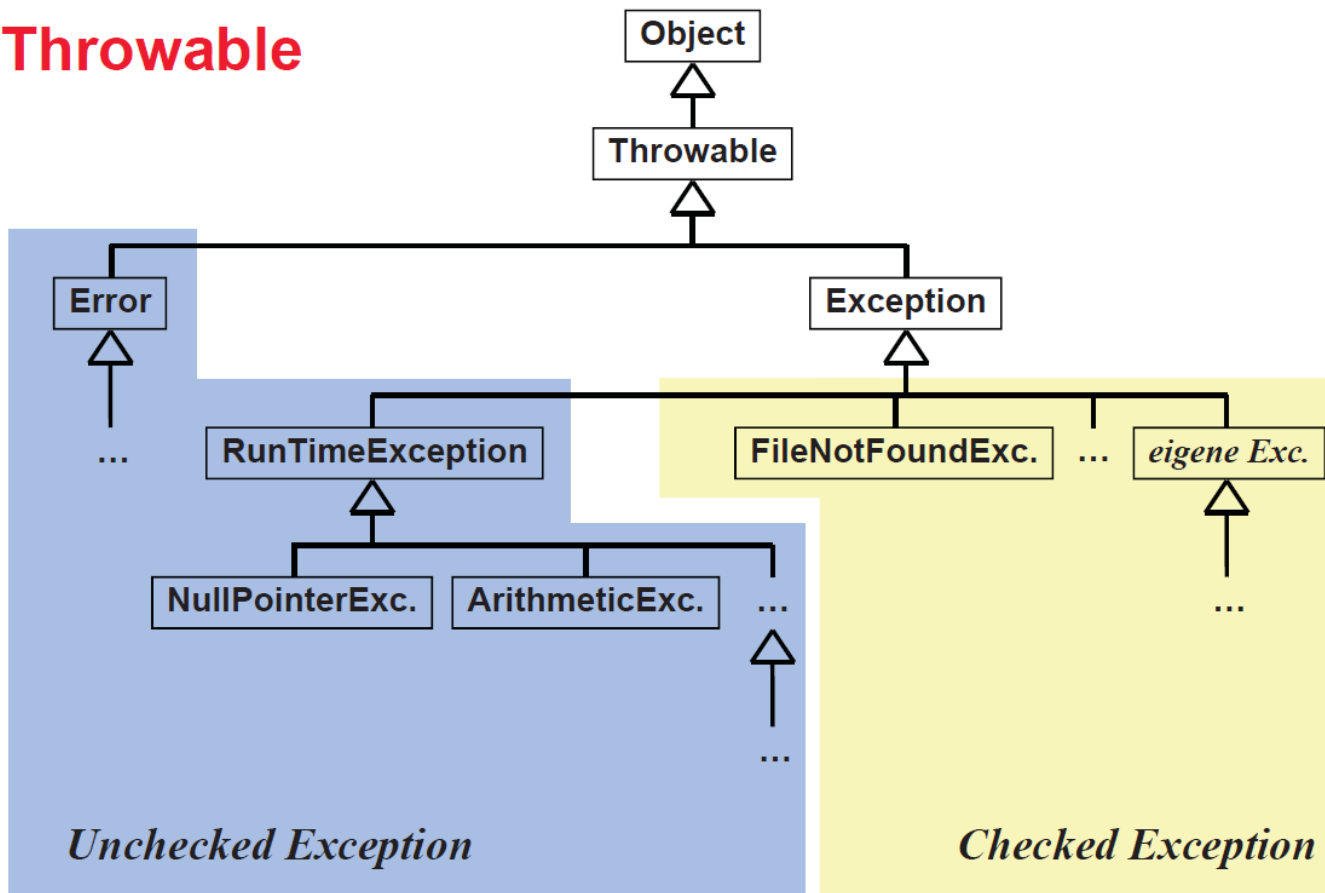 Throwable
Object
Throwable
Error
Exception
...
RunTimeException
FileNotFoundExc.
...
eigene Exc.
NullPointerExc.
ArithmeticExc.
...
...
...
Unchecked Exception
Checked Exception